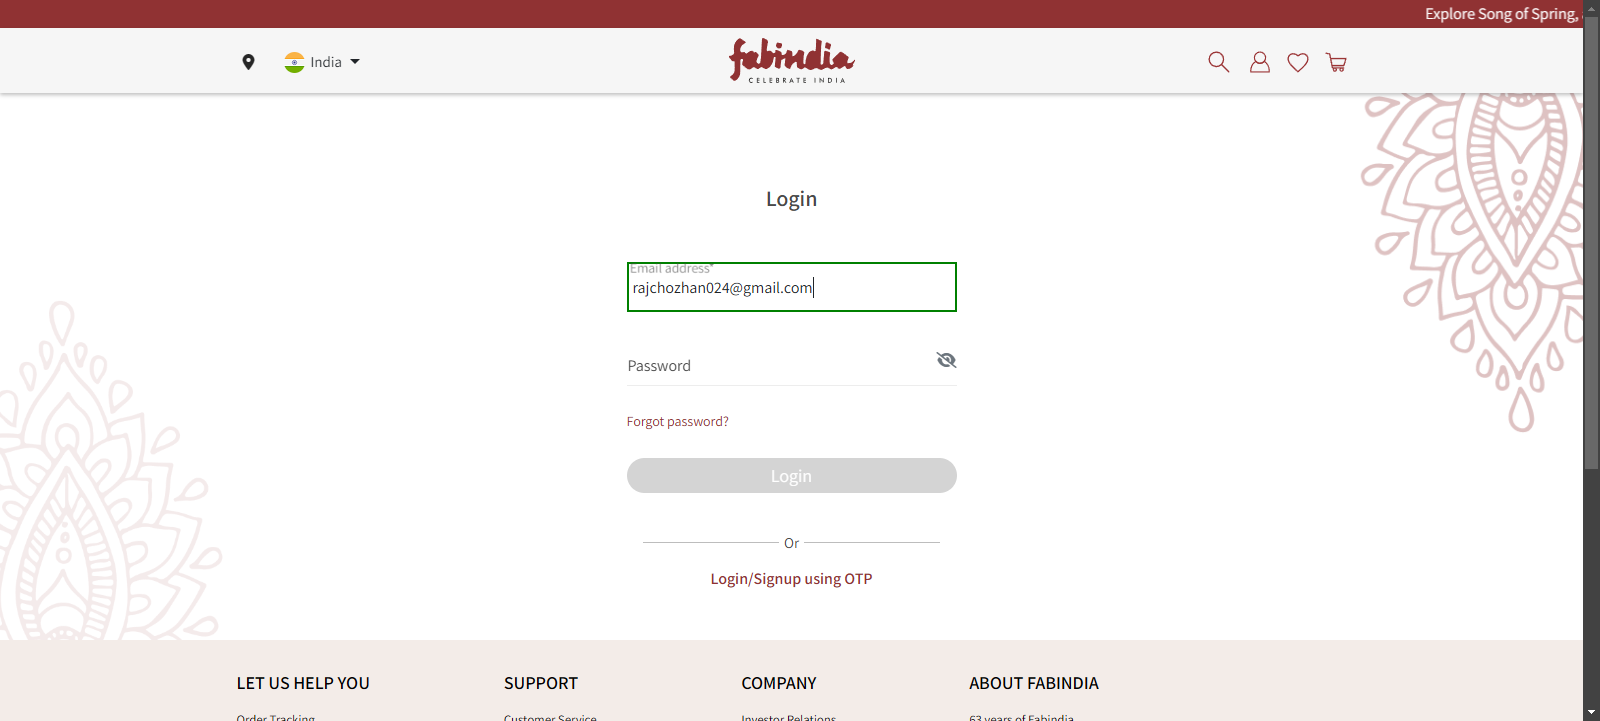 Explore Song of Spring,
India
fabindia
CELEBRATE INDIA
Login
Email address*
rajchozhan024@gmail.com
Password
Forgot password?
Login
Or
Login/Signup using OTP
LET US HELP YOU
SUPPORT
COMPANY
ABOUT FABINDIA
Order Tracking
Customer Service
Investor Relations
63 years of Fabindia